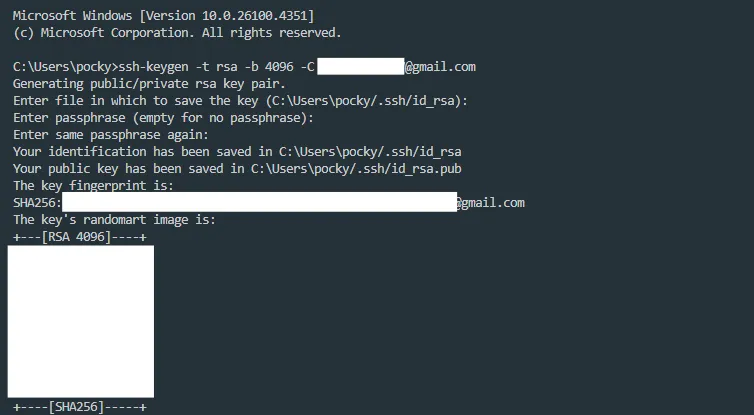 Microsoft Windows [Version 10.0.26100.4351]
(c) Microsoft Corporation. All rights reserved.
C:\Users\pocky>ssh-keygen -t rsa -b 4096 -C @gmail.com
Generating public/private rsa key pair.
Enter file in which to save the key (C:\Users\pocky/.ssh/id_rsa):
Enter passphrase (empty for no passphrase):
Enter same passphrase again:
Your identification has been saved in C:\Users\pocky/.ssh/id_rsa
Your public key has been saved in C:\Users\pocky/.ssh/id_rsa.pub
The key fingerprint is:
SHA256: @gmail.com
The key's randomart image is:
+---[RSA 4096]----+
+----[SHA256]-----+